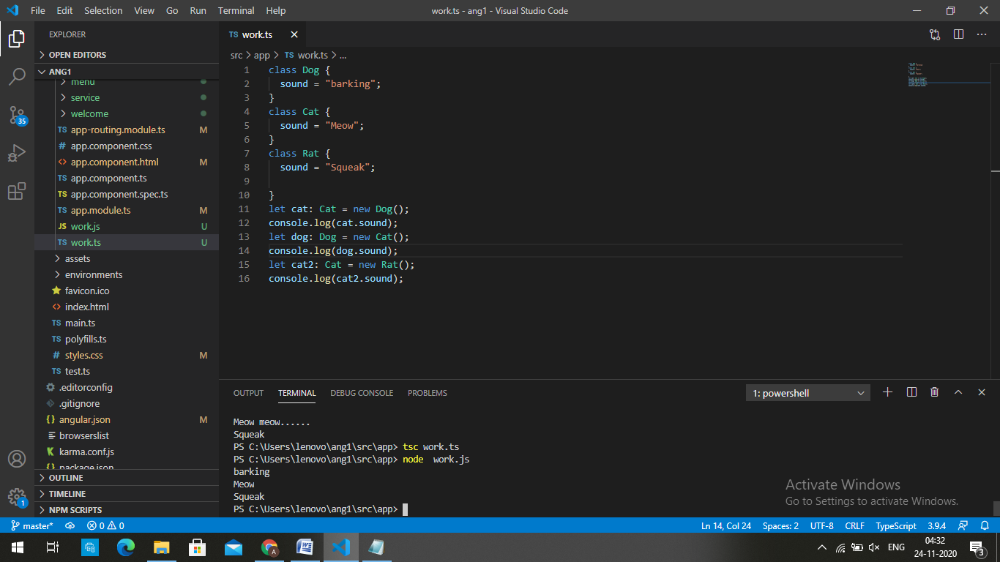 File Edit Selection View Go Run Terminal Help work.ts - ang1 - Visual Studio Code
EXPLORER
OPEN EDITORS
ANG1
menu
service
welcome
TS app-routing.module.ts M
# app.component.css
<> app.component.html M
TS app.component.ts
TS app.component.spec.ts
TS app.module.ts M
JS work.js U
TS work.ts U
assets
environments
favicon.ico
<> index.html
TS main.ts
TS polyfills.ts
# styles.css M
TS test.ts
.editorconfig
.gitignore
{} angular.json M
browserslist
karma.conf.js
{} package.json
OUTLINE
TIMELINE
NPM SCRIPTS
35
1
TS work.ts
src > app > TS work.ts > ...
1 class Dog {
2 sound = "barking";
3 }
4 class Cat {
5 sound = "Meow";
6 }
7 class Rat {
8 sound = "Squeak";
9
10 }
11 let cat: Cat = new Dog();
12 console.log(cat.sound);
13 let dog: Dog = new Cat();
14 console.log(dog.sound);
15 let cat2: Cat = new Rat();
16 console.log(cat2.sound);
OUTPUT TERMINAL DEBUG CONSOLE PROBLEMS 1: powershell
Meow meow......
Squeak
PS C:\Users\lenovo\ang1\src\app> tsc work.ts
PS C:\Users\lenovo\ang1\src\app> node  work.js
barking
Meow
Squeak
PS C:\Users\lenovo\ang1\src\app>
Activate Windows
Go to Settings to activate Windows.
master* 0 0 Ln 14, Col 24 Spaces: 2 UTF-8 CRLF TypeScript 3.9.4
ENG 04:32
24-11-2020 3